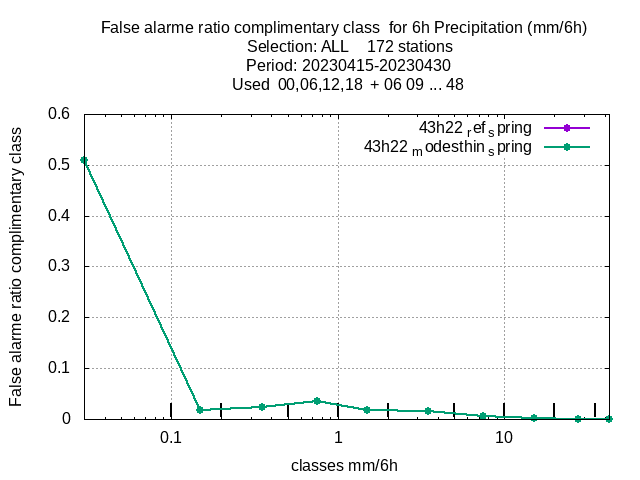 False alarme ratio complimentary class  for 6h Precipitation (mm/6h)
Selection: ALL    172 stations
Period: 20230415-20230430
Used  00,06,12,18  + 06 09 ... 48
43h22 ref spring
43h22 modesthin spring
False alarme ratio complimentary class
0.6
0.5
0.4
0.3
0.2
0.1
0
0.1
1
10
classes mm/6h